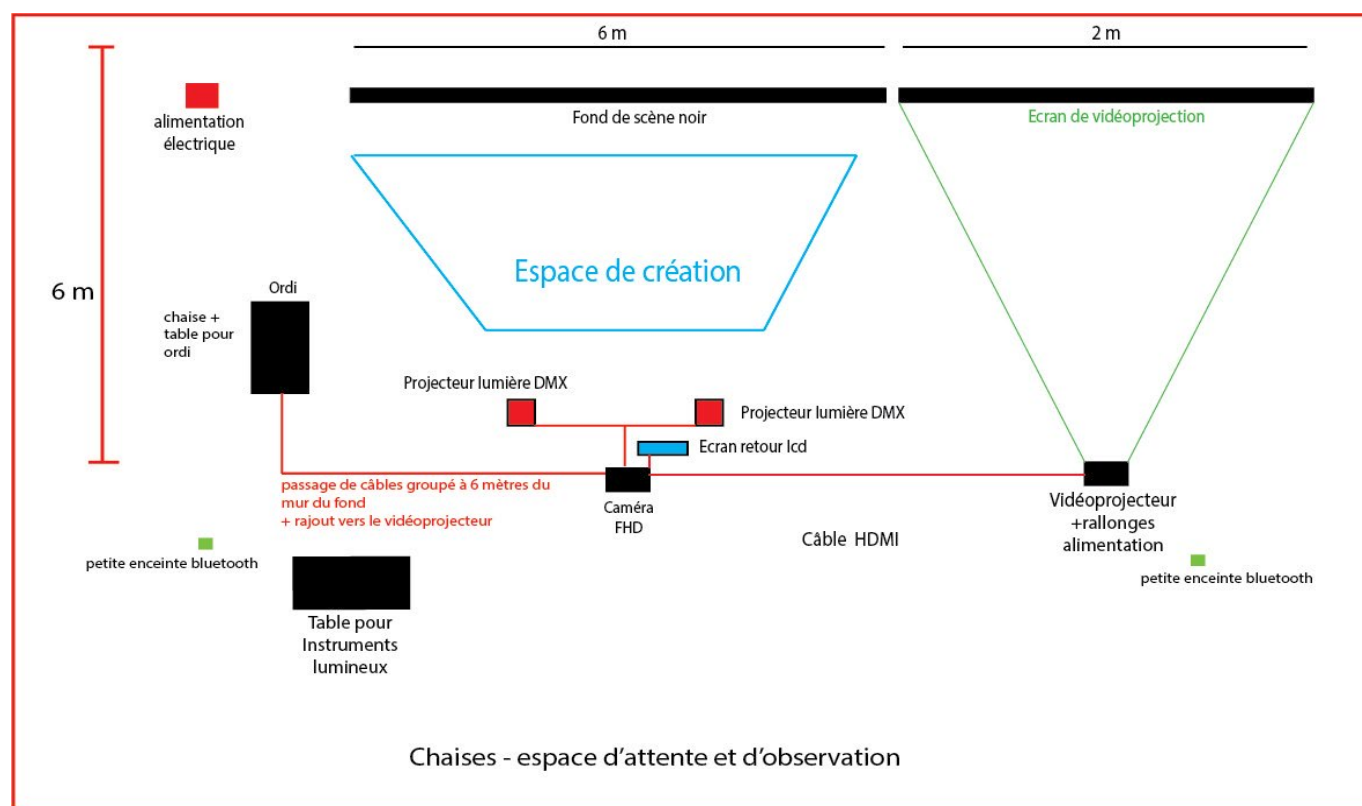 6 m
2 m
alimentation
électrique
Fond de scène noir
Ecran de vidéoprojection
Espace de création
6 m
Ordi
chaise +
table pour
ordi
Projecteur lumière DMX
Projecteur lumière DMX
Ecran retour lcd
passage de câbles groupé à 6 mètres du
mur du fond
+ rajout vers le vidéoprojecteur
Caméra
FHD
Câble HDMI
Vidéoprojecteur
+rallonges
alimentation
petite enceinte bluetooth
petite enceinte bluetooth
Table pour
Instruments
lumineux
Chaises - espace d'attente et d'observation